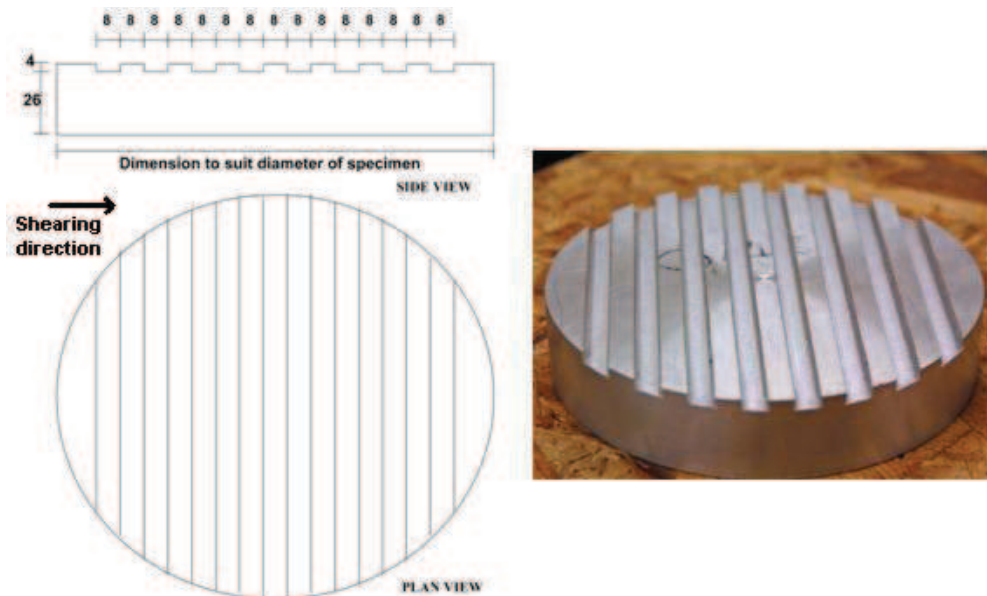 8 8 8 8 8 8 8 8 8 8 8 8 8 8 8
4
26
Dimension to suit diameter of specimen
SIDE VIEW
Shearing
direction
PLAN VIEW